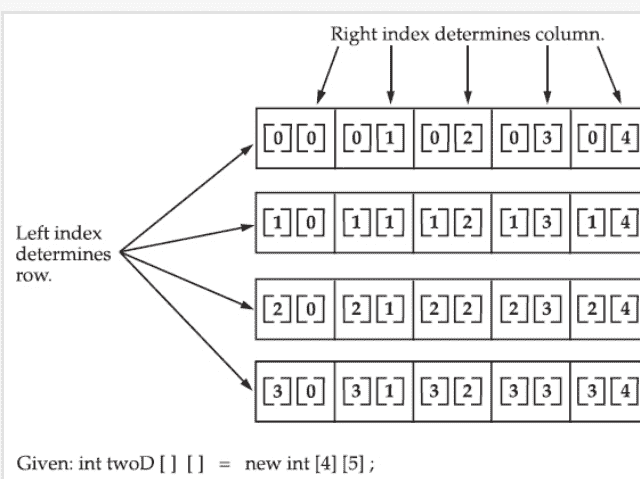 Right index determines column.
[0][0] [0][1] [0][2] [0][3] [0][4]
[1][0] [1][1] [1][2] [1][3] [1][4]
Left index
determines
row.
[2][0] [2][1] [2][2] [2][3] [2][4]
[3][0] [3][1] [3][2] [3][3] [3][4]
Given: int twoD [ ] [ ] = new int [4] [5] ;